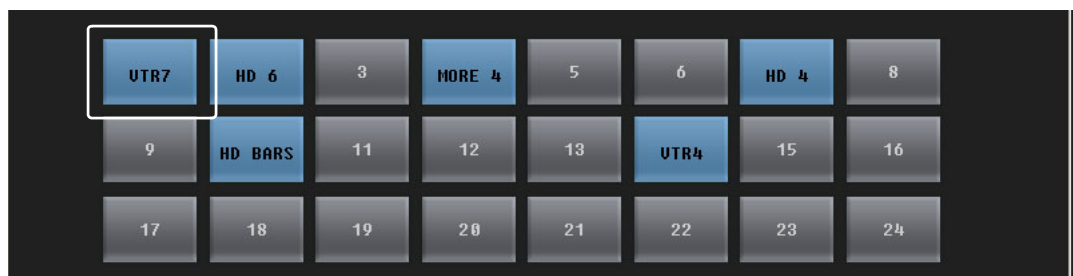 VTR7 HD 6 3 MORE 4 5 6 HD 4 8
9 HD BARS 11 12 13 VTR4 15 16
17 18 19 20 21 22 23 24